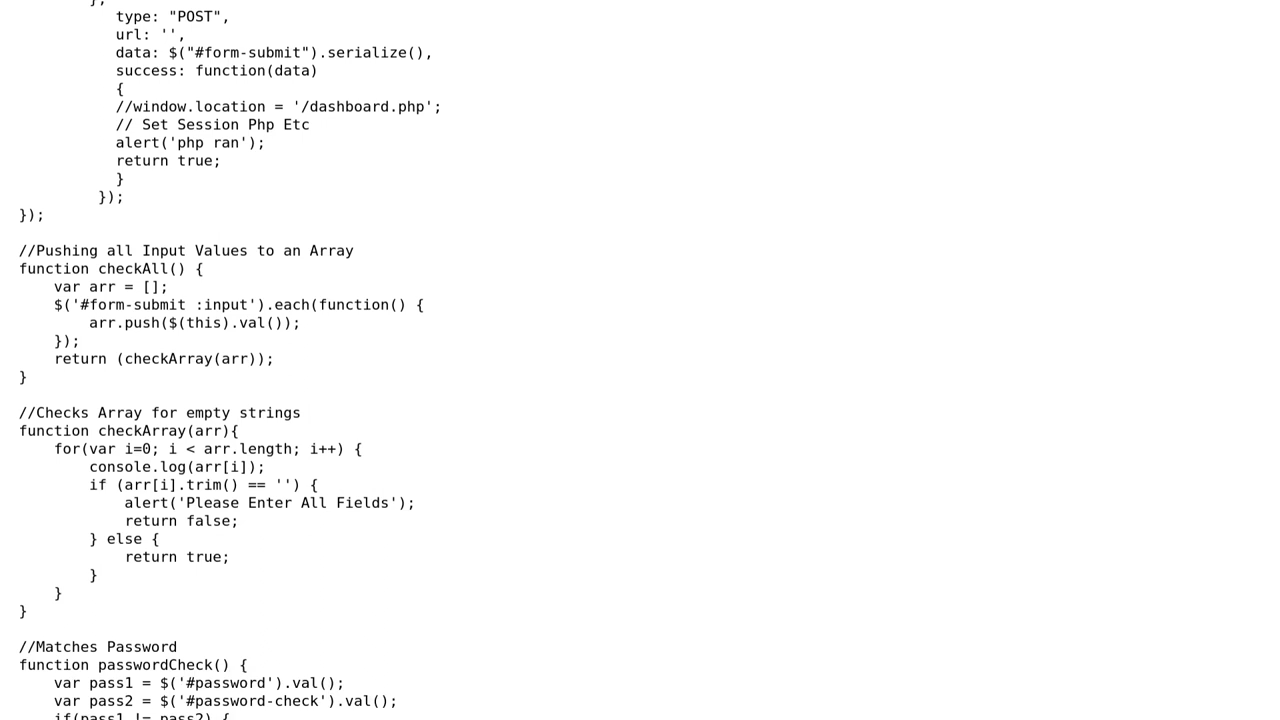 },
type: "POST",
url: '',
data: $("#form-submit").serialize(),
success: function(data)
{
//window.location = '/dashboard.php';
// Set Session Php Etc
alert('php ran');
return true;
}
});
});
//Pushing all Input Values to an Array
function checkAll() {
var arr = [];
$('#form-submit :input').each(function() {
arr.push($(this).val());
});
return (checkArray(arr));
}
//Checks Array for empty strings
function checkArray(arr){
for(var i=0; i < arr.length; i++) {
console.log(arr[i]);
if (arr[i].trim() == '') {
alert('Please Enter All Fields');
return false;
} else {
return true;
}
}
}
//Matches Password
function passwordCheck() {
var pass1 = $('#password').val();
var pass2 = $('#password-check').val();
if(pass1 != pass2) {